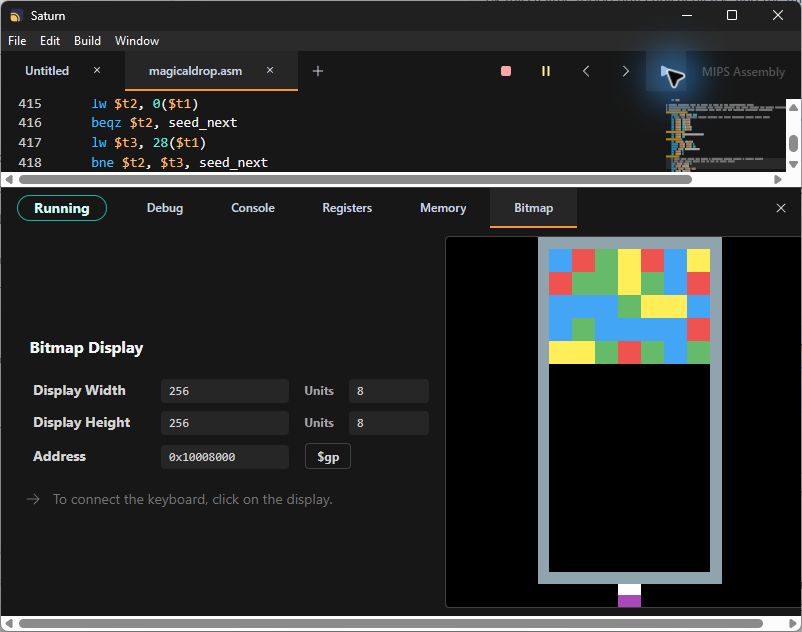 Saturn
File Edit Build Window
Untitled × magicaldrop.asm × + MIPS Assembly
415 lw $t2, 0($t1)
416 beqz $t2, seed_next
417 lw $t3, 28($t1)
418 bne $t2, $t3, seed_next
Running Debug Console Registers Memory Bitmap
Bitmap Display
Display Width 256 Units 8
Display Height 256 Units 8
Address 0x10008000 $gp
→ To connect the keyboard, click on the display.